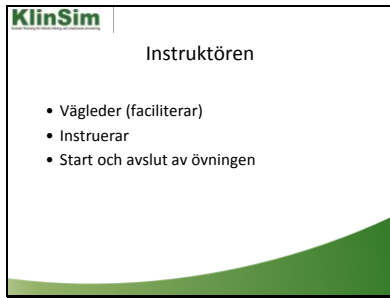 KlinSim
Instruktören
• Vägleder (faciliterar)
• Instruerar
• Start och avslut av övningen